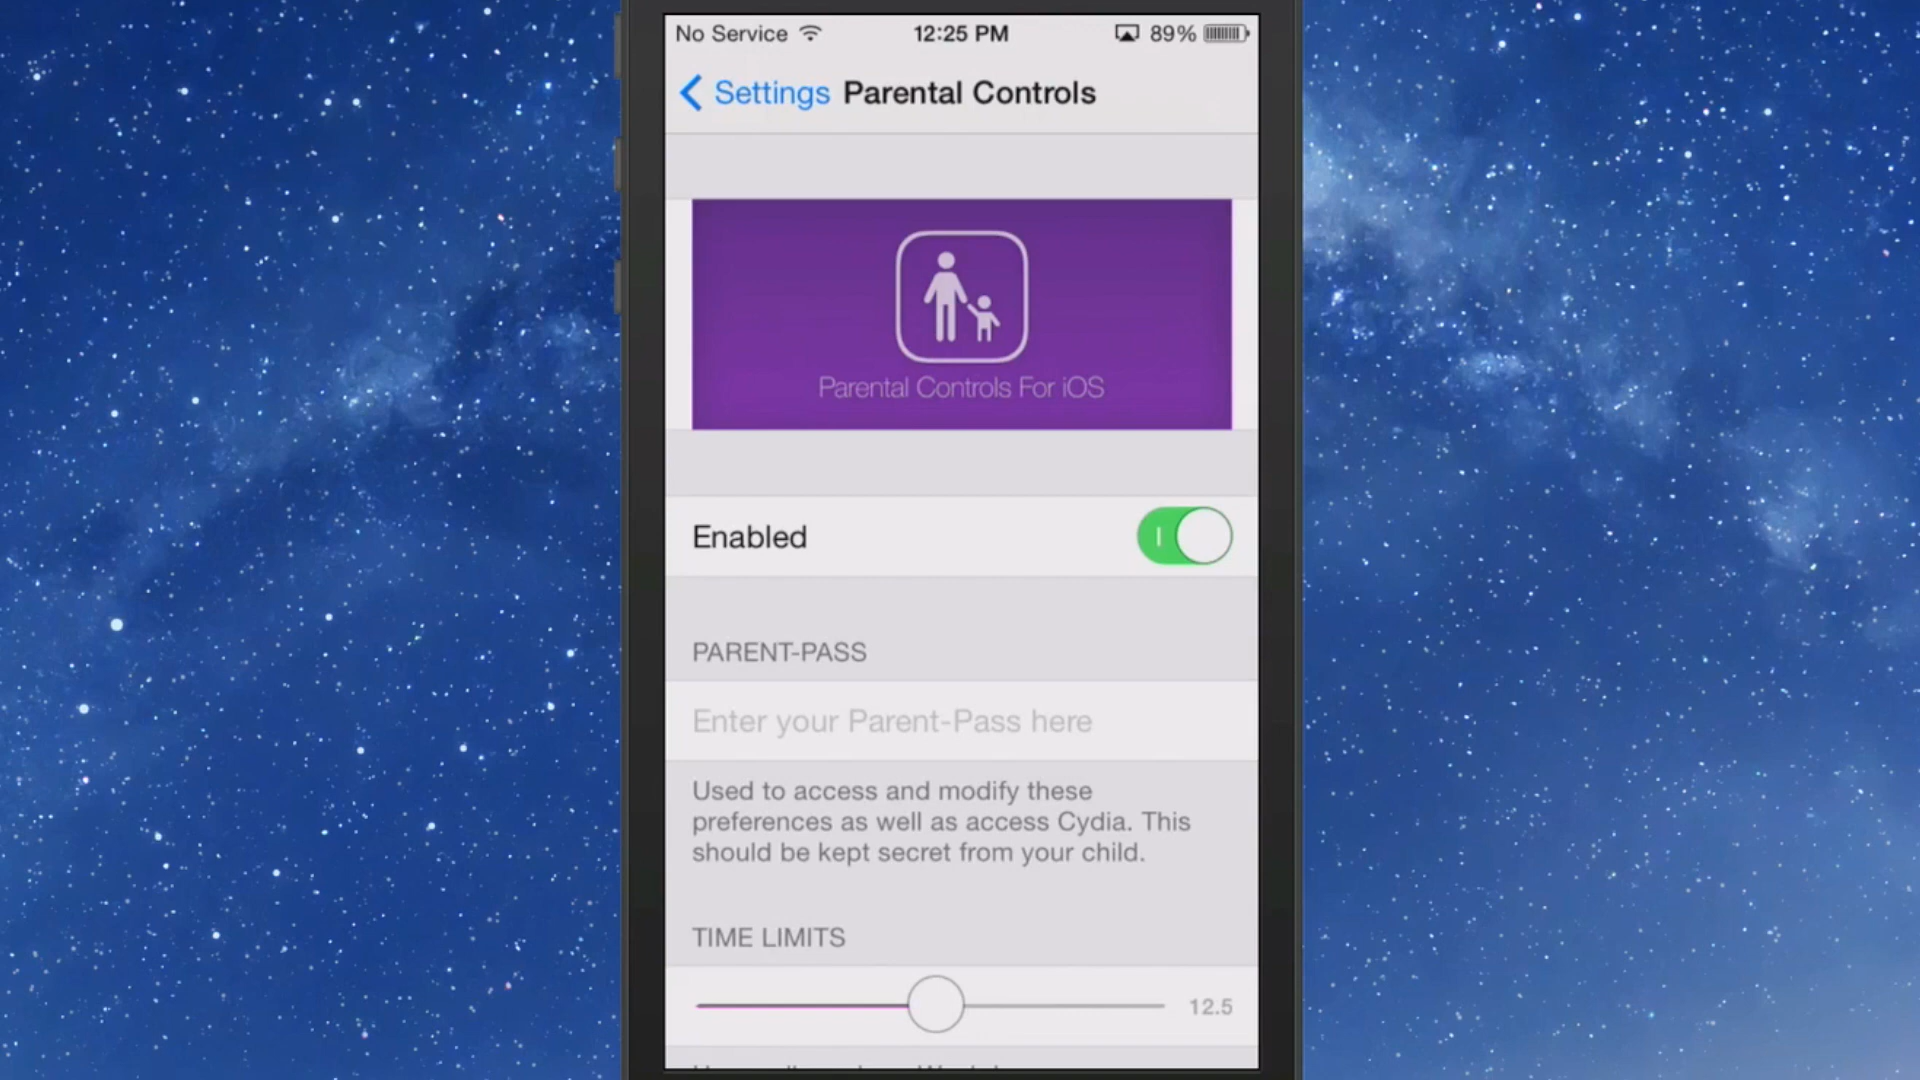 No Service 12:25 PM 89%
Settings Parental Controls
Parental Controls For iOS
Enabled
PARENT-PASS
Enter your Parent-Pass here
Used to access and modify these
preferences as well as access Cydia. This
should be kept secret from your child.
TIME LIMITS
12.5